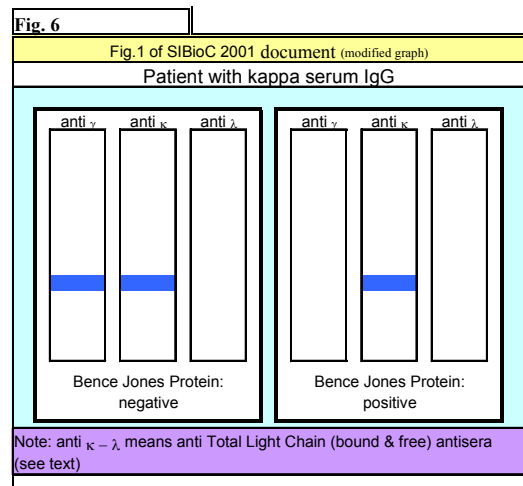 Fig. 6
Fig.1 of SIBioC 2001 document (modified graph)
Patient with kappa serum IgG
anti γ anti κ anti λ
anti γ anti κ anti λ
Bence Jones Protein:
negative
Bence Jones Protein:
positive
Note: anti κ – λ means anti Total Light Chain (bound & free) antisera
(see text)